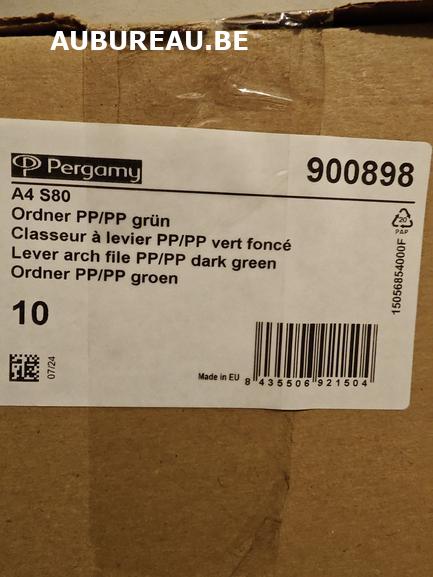 AUBUREAU.BE
Pergamy
900898
A4 S80
Ordner PP/PP grün
Classeur à levier PP/PP vert foncé
Lever arch file PP/PP dark green
Ordner PP/PP groen
20
PAP
15056854000F
10
07/24
Made in EU
8 435506 921504